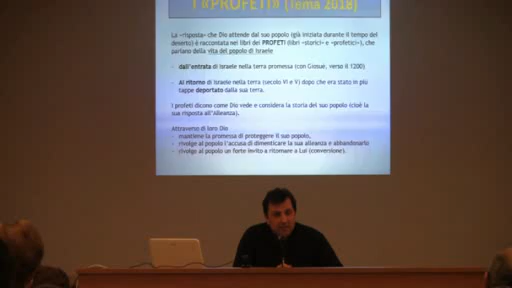 I «PROFETI» (Tema 2018)
La «risposta» che Dio attende dal suo popolo (già iniziata durante il tempo del
deserto) è raccontata nei libri dei PROFETI (libri «storici» e «profetici»), che
parlano della vita del popolo di Israele
- dall'entrata di Israele nella terra promessa (con Giosuè, verso il 1200)
- Al ritorno di Israele nella terra (secolo VI e V) dopo che era stato in più
tappe deportato dalla sua terra.
I profeti dicono come Dio vede e considera la storia del suo popolo (cioè la
sua risposta all'Alleanza).
Attraverso di loro Dio
- mantiene la promessa di proteggere il suo popolo,
- rivolge al popolo l'accusa di dimenticare la sua alleanza e abbandonarlo
- rivolge al popolo un forte invito a ritornare a Lui (conversione).